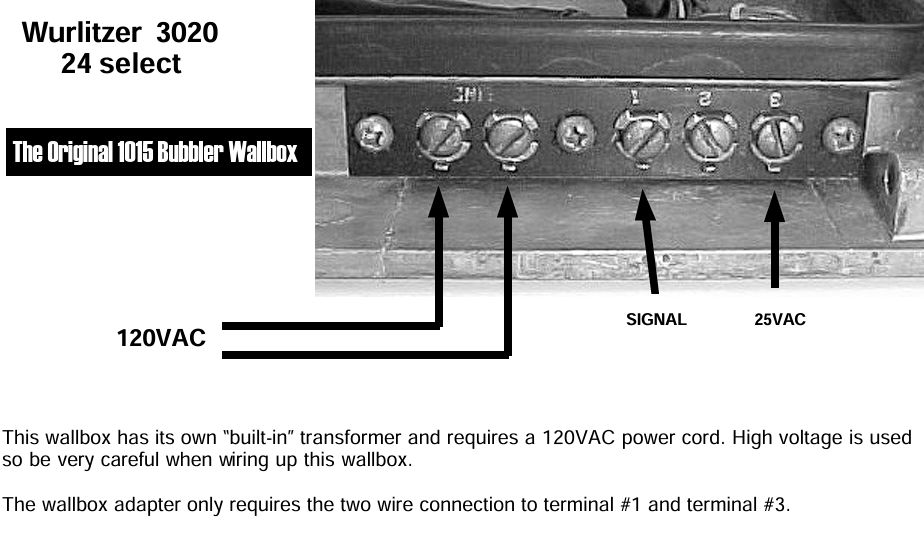 Wurlitzer 3020
24 select
The Original 1015 Bubbler Wallbox
LINE 1 2 3
SIGNAL 25VAC
120VAC
This wallbox has its own “built-in” transformer and requires a 120VAC power cord. High voltage is used
so be very careful when wiring up this wallbox.
The wallbox adapter only requires the two wire connection to terminal #1 and terminal #3.